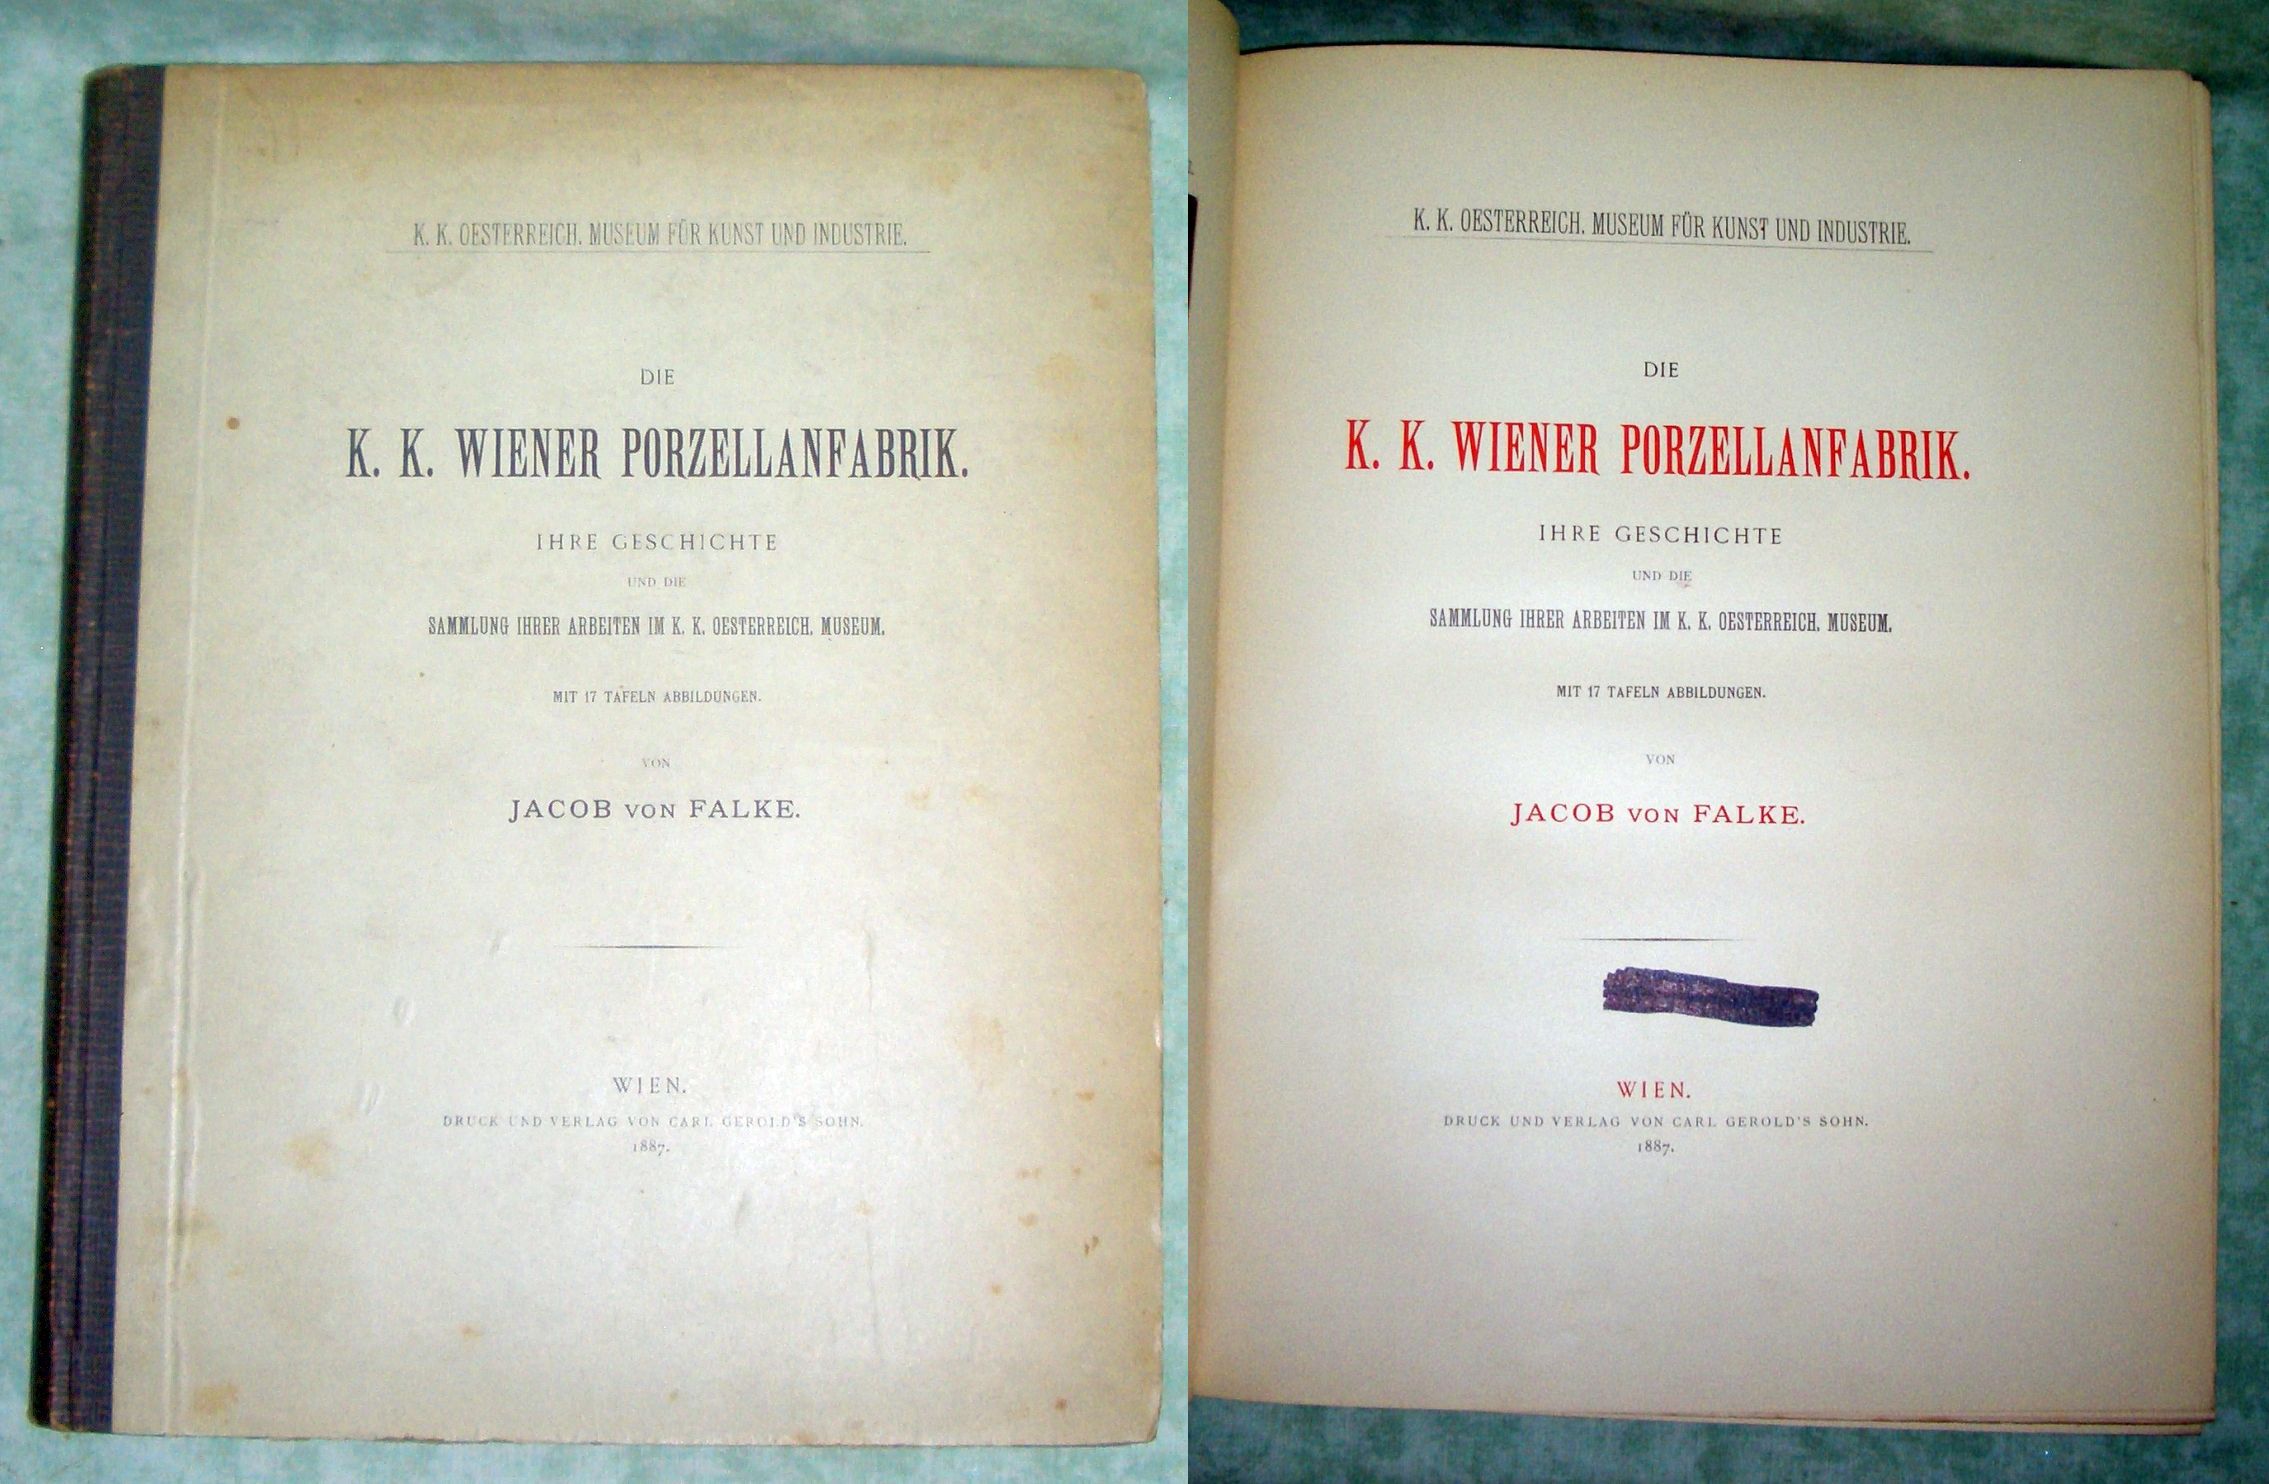 K. K. OESTERREICH. MUSEUM FÜR KUNST UND INDUSTRIE.
DIE
K. K. WIENER PORZELLANFABRIK.
IHRE GESCHICHTE
UND DIE
SAMMLUNG IHRER ARBEITEN IM K. K. OESTERREICH. MUSEUM.
MIT 17 TAFELN ABBILDUNGEN.
VON
JACOB VON FALKE.
WIEN.
DRUCK UND VERLAG VON CARL GEROLD'S SOHN.
1887.
K. K. OESTERREICH. MUSEUM FÜR KUNST UND INDUSTRIE.
DIE
K. K. WIENER PORZELLANFABRIK.
IHRE GESCHICHTE
UND DIE
SAMMLUNG IHRER ARBEITEN IM K. K. OESTERREICH. MUSEUM.
MIT 17 TAFELN ABBILDUNGEN.
VON
JACOB VON FALKE.
WIEN.
DRUCK UND VERLAG VON CARL GEROLD'S SOHN.
1887.